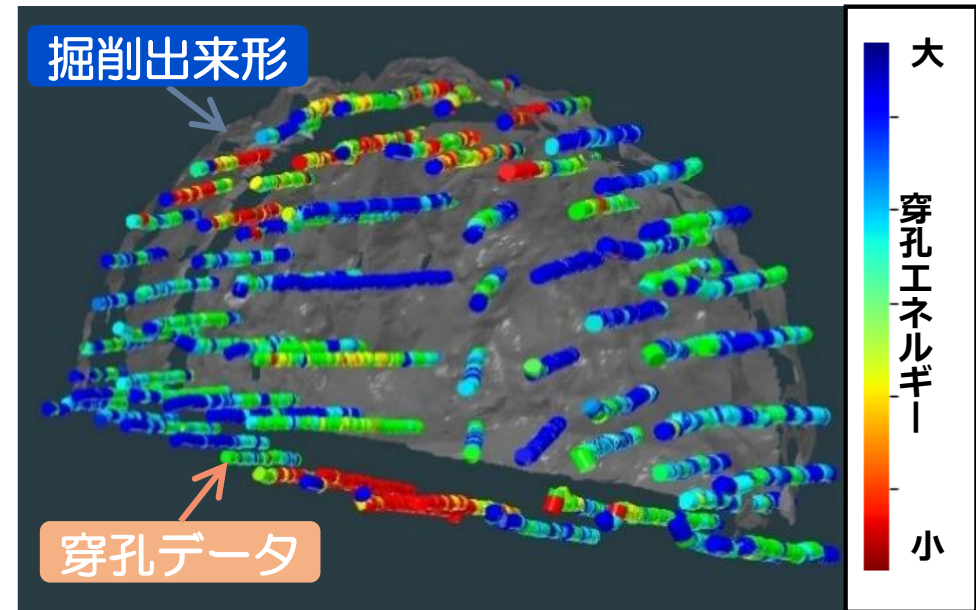 掘削出来形
穿孔データ
大
穿孔エネルギー
小